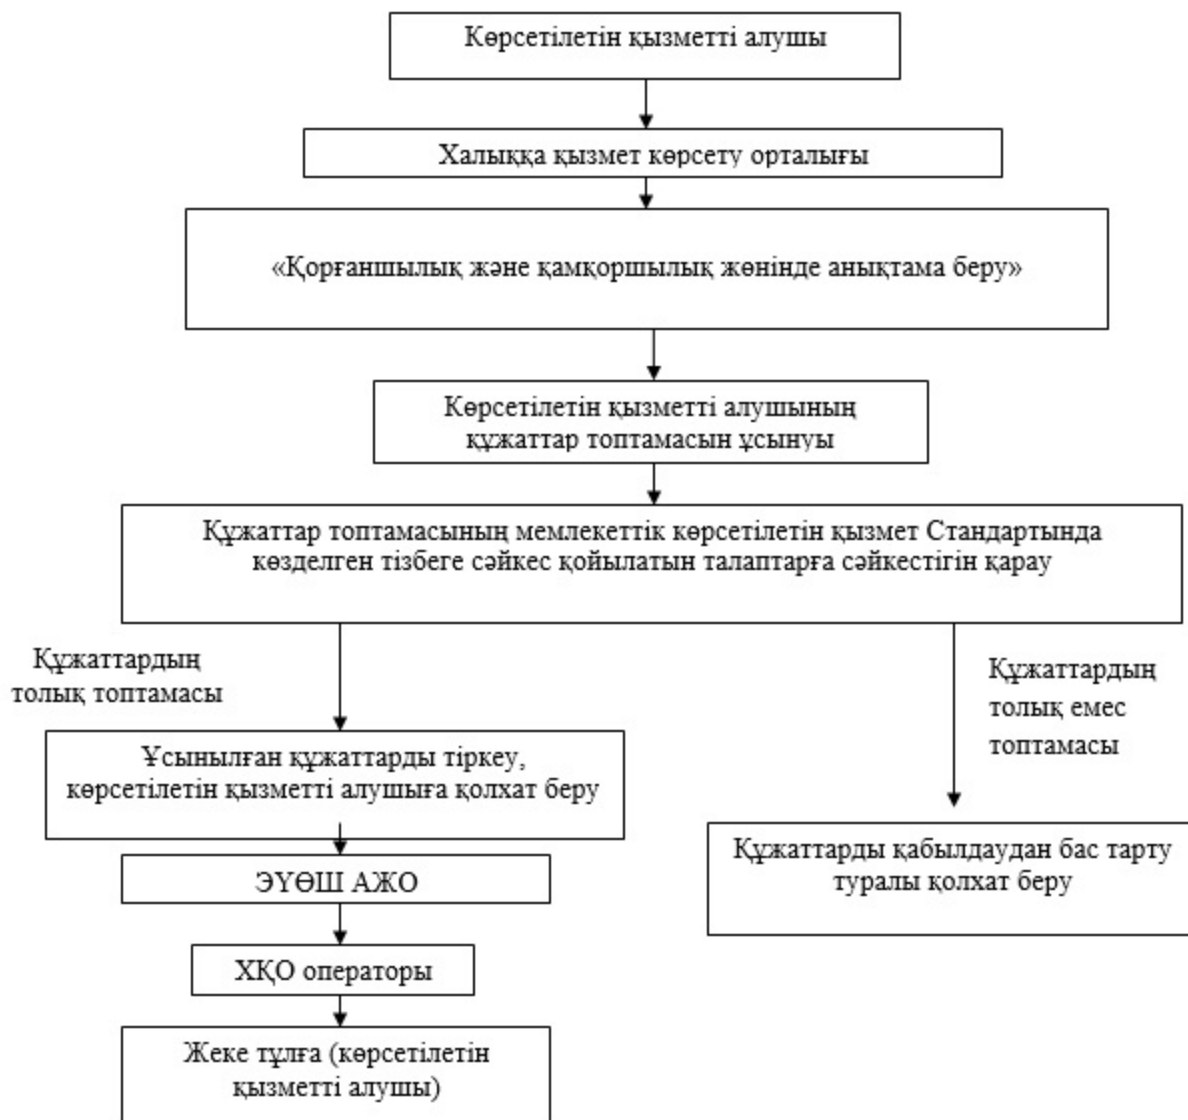 Көрсетілетін қызметті алушы
Халыққа қызмет көрсету орталығы
«Қорғаншылық және қамқоршылық жөнінде анықтама беру»
Көрсетілетін қызметті алушының
құжаттар топтамасын ұсынуы
Құжаттар топтамасының мемлекеттік көрсетілетін қызмет Стандартында
көзделген тізбеге сәйкес қойылатын талаптарға сәйкестігін қарау
Құжаттардың
толық топтамасы
Құжаттардың
толық емес
топтамасы
Ұсынылған құжаттарды тіркеу,
көрсетілетін қызметті алушыға қолхат беру
Құжаттарды қабылдаудан бас тарту
туралы қолхат беру
ЭҮӨШ АЖО
ХҚО операторы
Жеке тұлға (көрсетілетін
қызметті алушы)